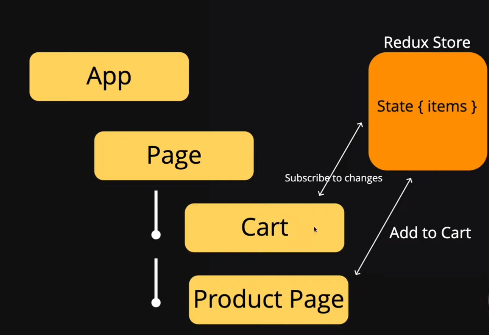 Redux Store
App
State { items }
Page
Subscribe to changes
Cart
Add to Cart
Product Page